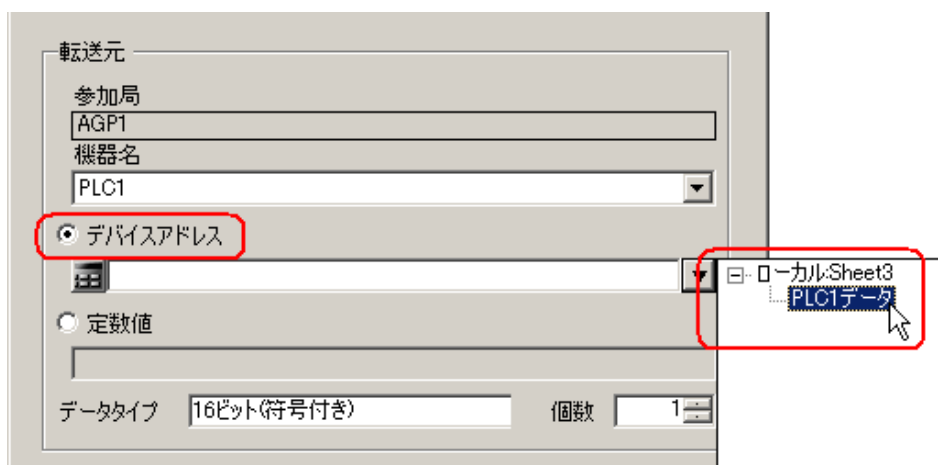 転送元
参加局
AGP1
機器名
PLC1
デバイスアドレス
ローカル:Sheet3
PLC1データ
定数値
データタイプ 16ビット(符号付き) 個数 1